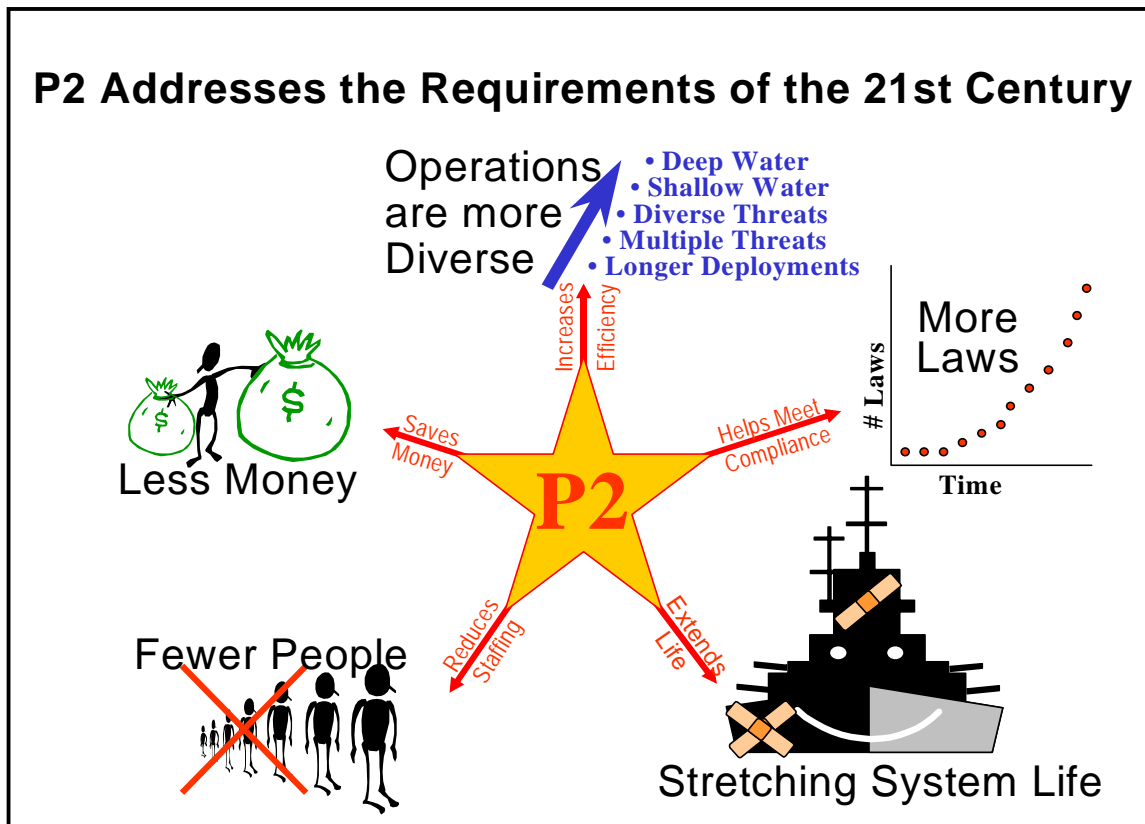 P2 Addresses the Requirements of the 21st Century
Operations
are more
Diverse
• Deep Water
• Shallow Water
• Diverse Threats
• Multiple Threats
• Longer Deployments
Increases
Efficiency
More
Laws
# Laws
Time
Helps Meet
Compliance
Saves
Money
$
$
Less Money
P2
Reduces
Staffing
Extends
Life
Fewer People
Stretching System Life